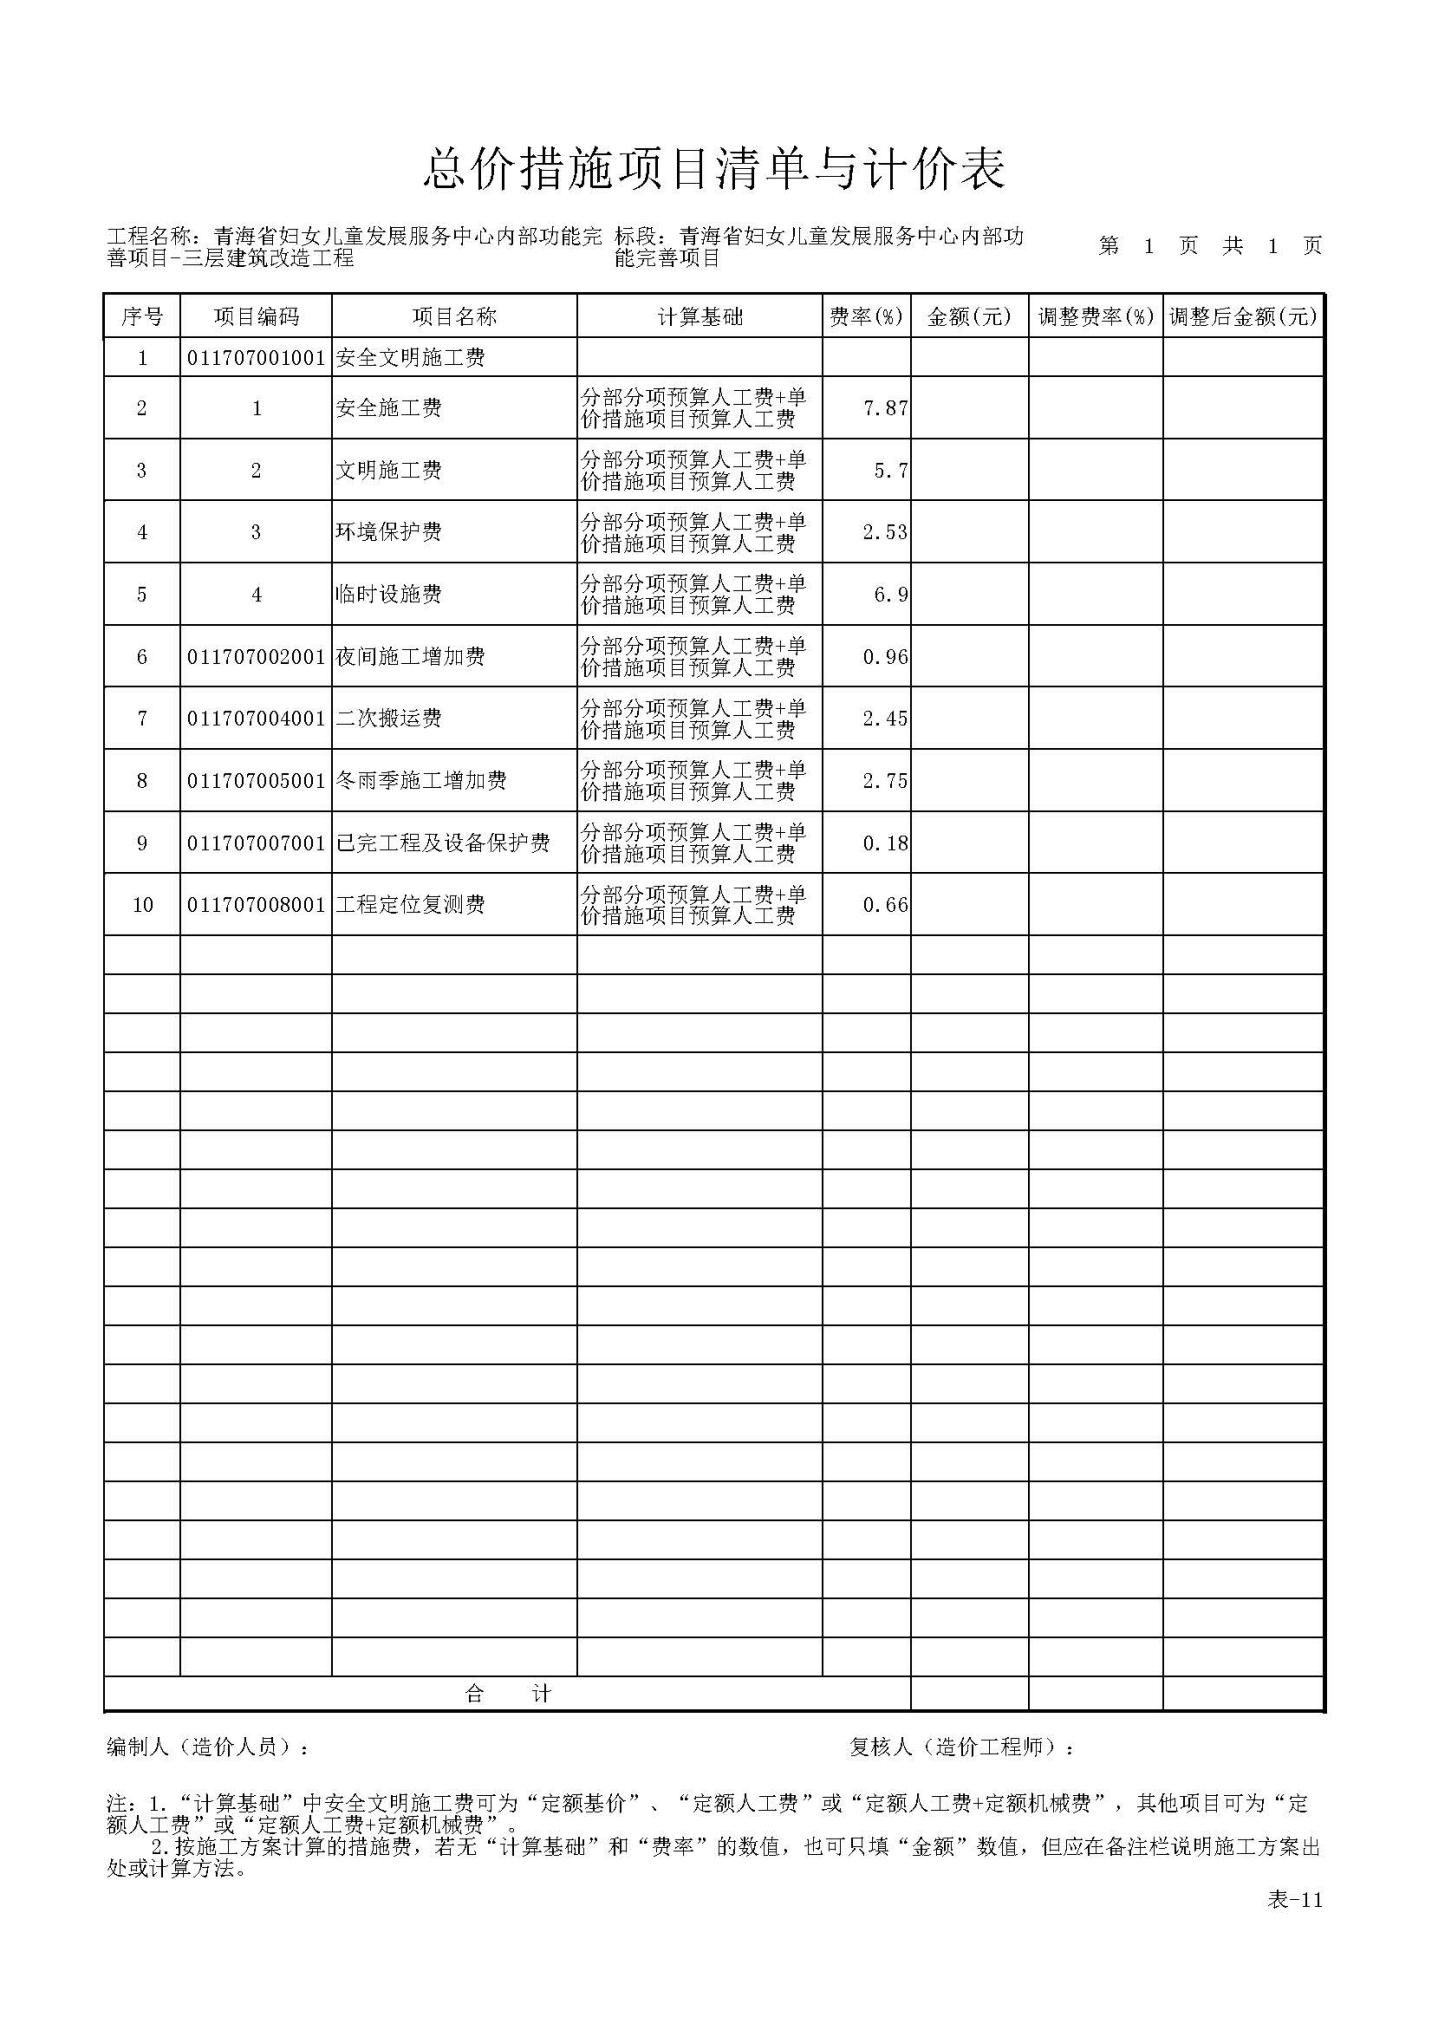 总价措施项目清单与计价表
工程名称：青海省妇女儿童发展服务中心内部功能完 标段：青海省妇女儿童发展服务中心内部功 第 1 页 共 1 页
善项目-三层建筑改造工程 能完善项目
序号 项目编码 项目名称 计算基础 费率(%) 金额(元) 调整费率(%) 调整后金额(元)
1 011707001001 安全文明施工费
2 1 安全施工费 分部分项预算人工费+单 7.87
价措施项目预算人工费
3 2 文明施工费 分部分项预算人工费+单 5.7
价措施项目预算人工费
4 3 环境保护费 分部分项预算人工费+单 2.53
价措施项目预算人工费
5 4 临时设施费 分部分项预算人工费+单 6.9
价措施项目预算人工费
6 011707002001 夜间施工增加费 分部分项预算人工费+单 0.96
价措施项目预算人工费
7 011707004001 二次搬运费 分部分项预算人工费+单 2.45
价措施项目预算人工费
8 011707005001 冬雨季施工增加费 分部分项预算人工费+单 2.75
价措施项目预算人工费
9 011707007001 已完工程及设备保护费 分部分项预算人工费+单 0.18
价措施项目预算人工费
10 011707008001 工程定位复测费 分部分项预算人工费+单 0.66
价措施项目预算人工费
合 计
编制人（造价人员）： 复核人（造价工程师）：
注：1.“计算基础”中安全文明施工费可为“定额基价”、“定额人工费”或“定额人工费+定额机械费”，其他项目可为“定
额人工费”或“定额人工费+定额机械费”。
2.按施工方案计算的措施费，若无“计算基础”和“费率”的数值，也可只填“金额”数值，但应在备注栏说明施工方案出
处或计算方法。
表-11